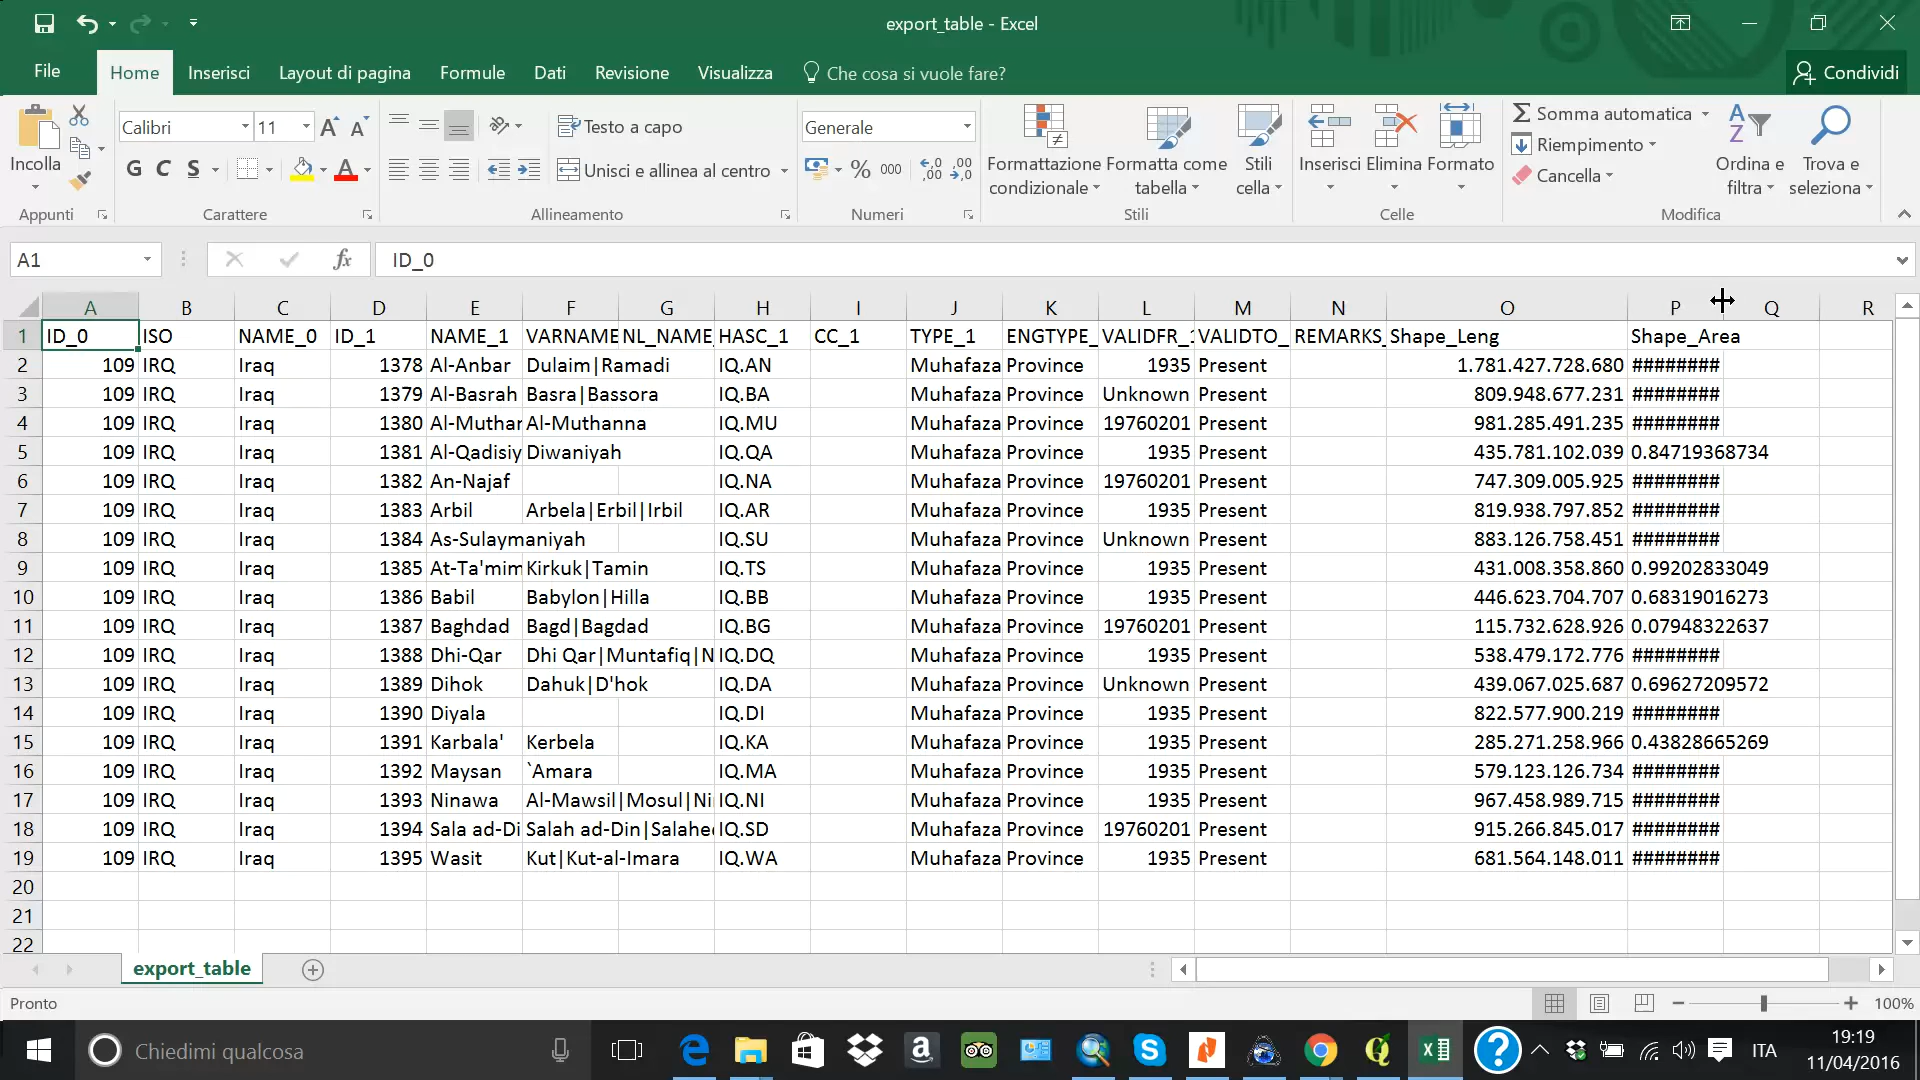 export_table - Excel
File Home Inserisci Layout di pagina Formule Dati Revisione Visualizza Che cosa si vuole fare? Condividi
Incolla
Calibri 11
G C S
Testo a capo
Unisci e allinea al centro
Generale
% 000
Formattazione condizionale
Formatta come tabella
Stili cella
Inserisci Elimina Formato
Somma automatica
Riempimento
Cancella
Ordina e filtra
Trova e seleziona
Appunti Carattere Allineamento Numeri Stili Celle Modifica
A1 fx ID_0
A B C D E F G H I J K L M N O P Q R
1 ID_0 ISO NAME_0 ID_1 NAME_1 VARNAME NL_NAME_ HASC_1 CC_1 TYPE_1 ENGTYPE_ VALIDFR_1 VALIDTO_ REMARKS_ Shape_Leng Shape_Area
2 109 IRQ Iraq 1378 Al-Anbar Dulaim|Ramadi IQ.AN Muhafaza Province 1935 Present 1.781.427.728.680 ########
3 109 IRQ Iraq 1379 Al-Basrah Basra|Bassora IQ.BA Muhafaza Province Unknown Present 809.948.677.231 ########
4 109 IRQ Iraq 1380 Al-Muthar Al-Muthanna IQ.MU Muhafaza Province 19760201 Present 981.285.491.235 ########
5 109 IRQ Iraq 1381 Al-Qadisiy Diwaniyah IQ.QA Muhafaza Province 1935 Present 435.781.102.039 0.84719368734
6 109 IRQ Iraq 1382 An-Najaf IQ.NA Muhafaza Province 19760201 Present 747.309.005.925 ########
7 109 IRQ Iraq 1383 Arbil Arbela|Erbil|Irbil IQ.AR Muhafaza Province 1935 Present 819.938.797.852 ########
8 109 IRQ Iraq 1384 As-Sulaymaniyah IQ.SU Muhafaza Province Unknown Present 883.126.758.451 ########
9 109 IRQ Iraq 1385 At-Ta'mim Kirkuk|Tamin IQ.TS Muhafaza Province 1935 Present 431.008.358.860 0.99202833049
10 109 IRQ Iraq 1386 Babil Babylon|Hilla IQ.BB Muhafaza Province 1935 Present 446.623.704.707 0.68319016273
11 109 IRQ Iraq 1387 Baghdad Bagd|Bagdad IQ.BG Muhafaza Province 19760201 Present 115.732.628.926 0.07948322637
12 109 IRQ Iraq 1388 Dhi-Qar Dhi Qar|Muntafiq|N IQ.DQ Muhafaza Province 1935 Present 538.479.172.776 ########
13 109 IRQ Iraq 1389 Dihok Dahuk|D'hok IQ.DA Muhafaza Province Unknown Present 439.067.025.687 0.69627209572
14 109 IRQ Iraq 1390 Diyala IQ.DI Muhafaza Province 1935 Present 822.577.900.219 ########
15 109 IRQ Iraq 1391 Karbala' Kerbela IQ.KA Muhafaza Province 1935 Present 285.271.258.966 0.43828665269
16 109 IRQ Iraq 1392 Maysan `Amara IQ.MA Muhafaza Province 1935 Present 579.123.126.734 ########
17 109 IRQ Iraq 1393 Ninawa Al-Mawsil|Mosul|Ni IQ.NI Muhafaza Province 1935 Present 967.458.989.715 ########
18 109 IRQ Iraq 1394 Sala ad-Di Salah ad-Din|Salahe IQ.SD Muhafaza Province 19760201 Present 915.266.845.017 ########
19 109 IRQ Iraq 1395 Wasit Kut|Kut-al-Imara IQ.WA Muhafaza Province 1935 Present 681.564.148.011 ########
20
21
22
export_table
Pronto 100%
Chiedimi qualcosa
ITA
19:19
11/04/2016